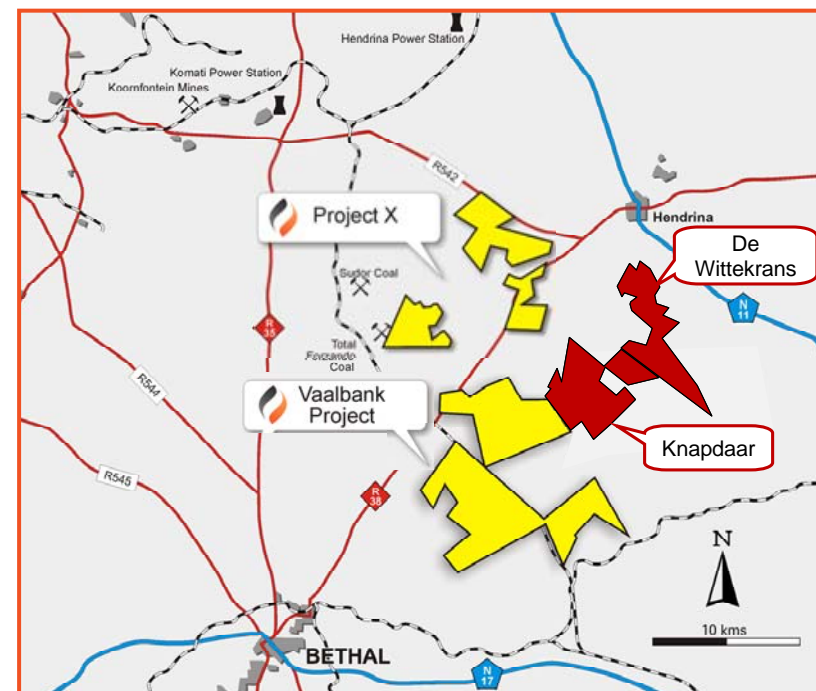 Hendrina Power Station
Komati Power Station
Koornfontein Mines
R542
Project X
Hendrina
De
Wittekrans
Sudor Coal
N
11
R
35
Total
Forzando
Coal
R544
Vaalbank
Project
Knapdaar
R545
R
38
N
10 kms
BETHAL
N
17